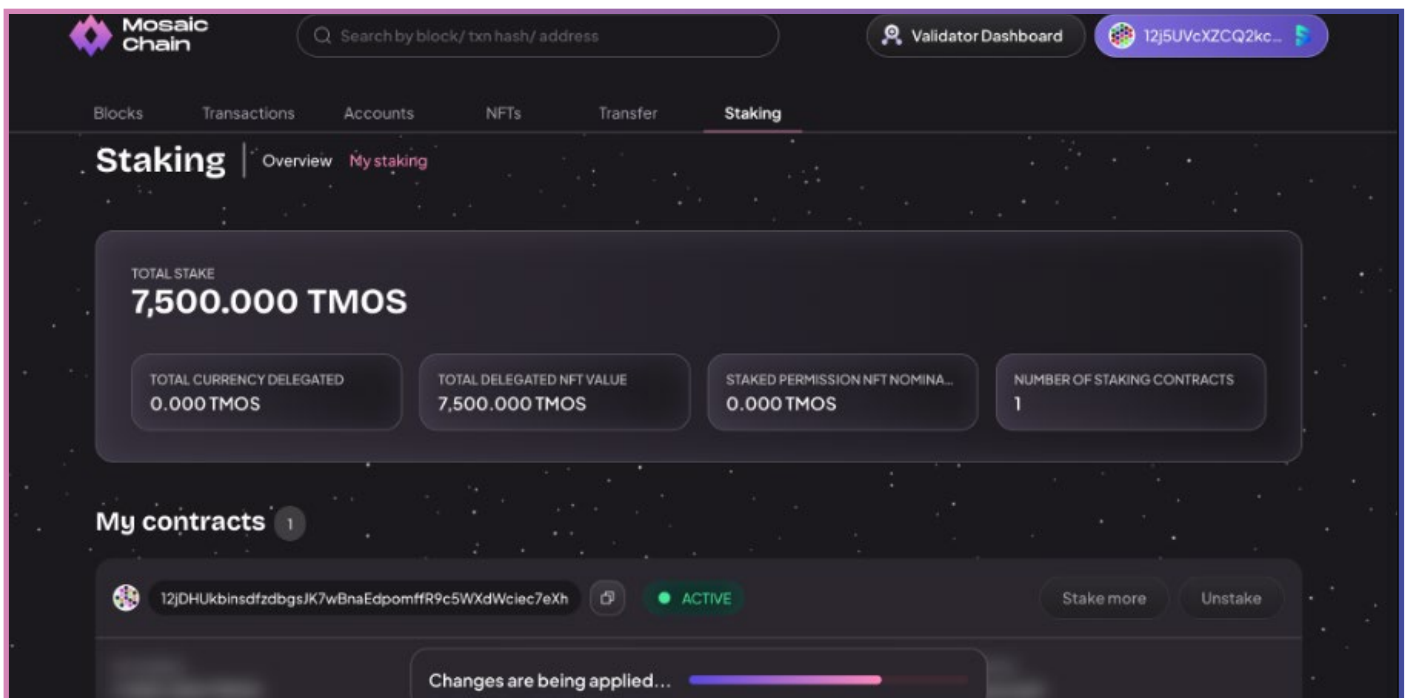 Mosaic
Chain
Search by block/ txn hash/ address
Validator Dashboard
12j5UVcXZCQ2kc...
Blocks Transactions Accounts NFTs Transfer Staking
Staking Overview My staking
TOTAL STAKE
7,500.000 TMOS
TOTAL CURRENCY DELEGATED
0.000 TMOS
TOTAL DELEGATED NFT VALUE
7,500.000 TMOS
STAKED PERMISSION NFT NOMINA...
0.000 TMOS
NUMBER OF STAKING CONTRACTS
1
My contracts 1
12jDHUkbinsdfzdbgsJK7wBnaEdpomffR9c5WXdWciec7eXh ACTIVE Stake more Unstake
Changes are being applied...